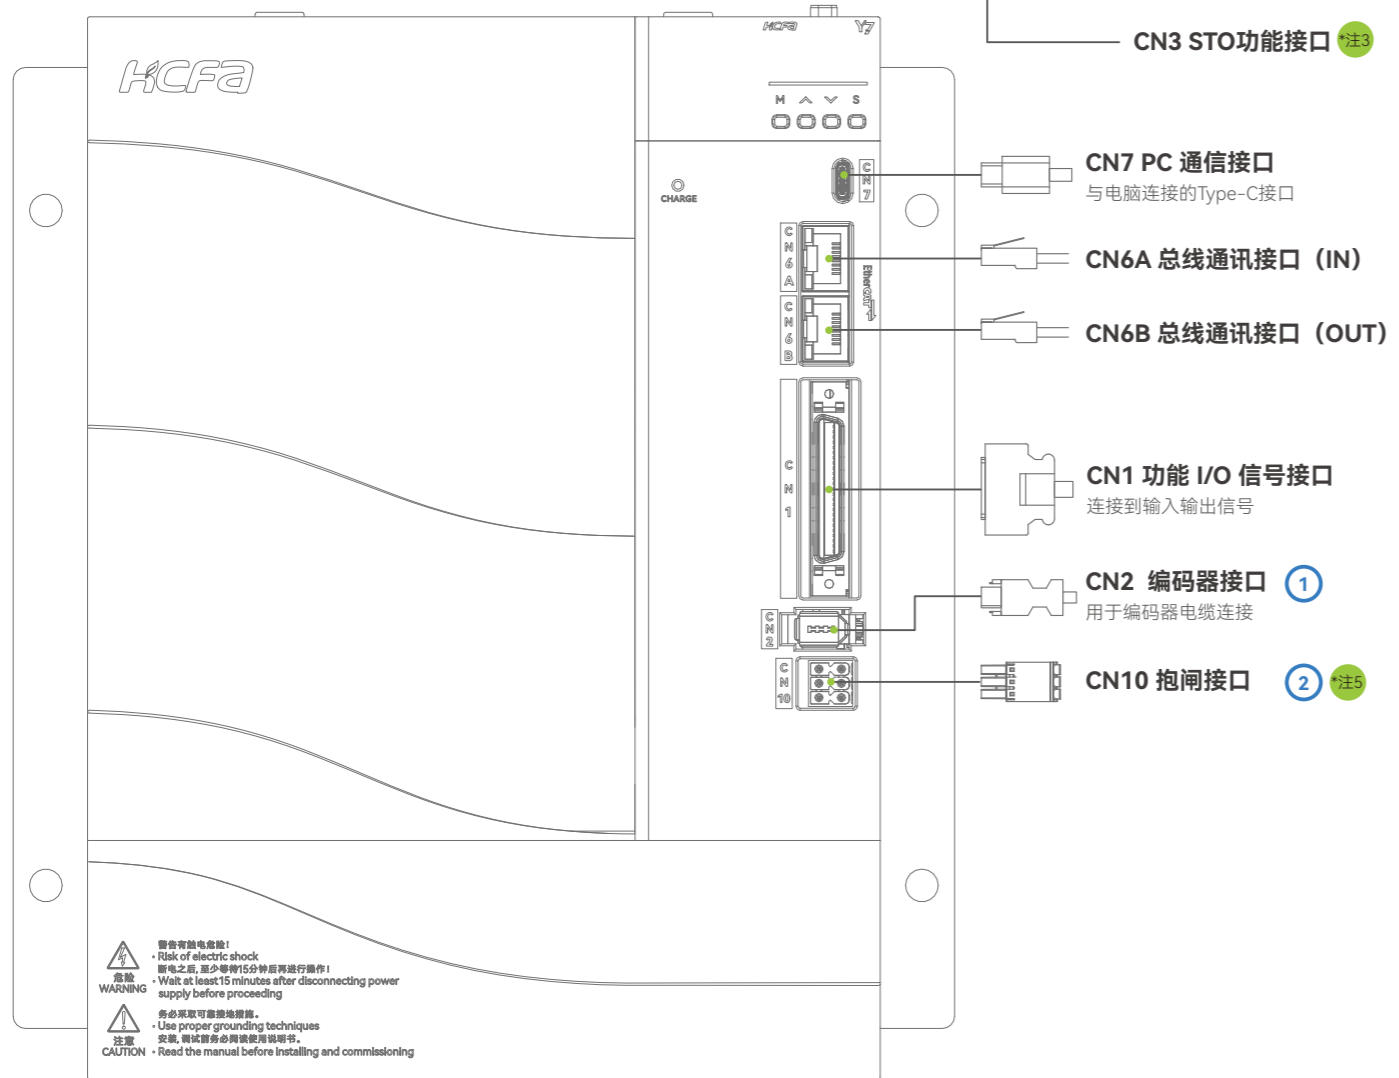 HCFA Y7
CN3 STO功能接口 *注3
HCFA
M S
CN7
CN7 PC 通信接口
与电脑连接的Type-C接口
CHARGE
CN6A
CN6A 总线通讯接口（IN）
EtherCAT
CN6B
CN6B 总线通讯接口（OUT）
CN1
CN1 功能 I/O 信号接口
连接到输入输出信号
CN2
CN2 编码器接口 1
用于编码器电缆连接
CN10
CN10 抱闸接口 2 *注5
警告有触电危险！
· Risk of electric shock
断电之后, 至少等待15分钟后再进行操作！
危险
· Wait at least 15 minutes after disconnecting power
WARNING
supply before proceeding
务必采取可靠接地措施。
· Use proper grounding techniques
安装, 调试前务必阅读使用说明书。
注意
CAUTION · Read the manual before installing and commissioning